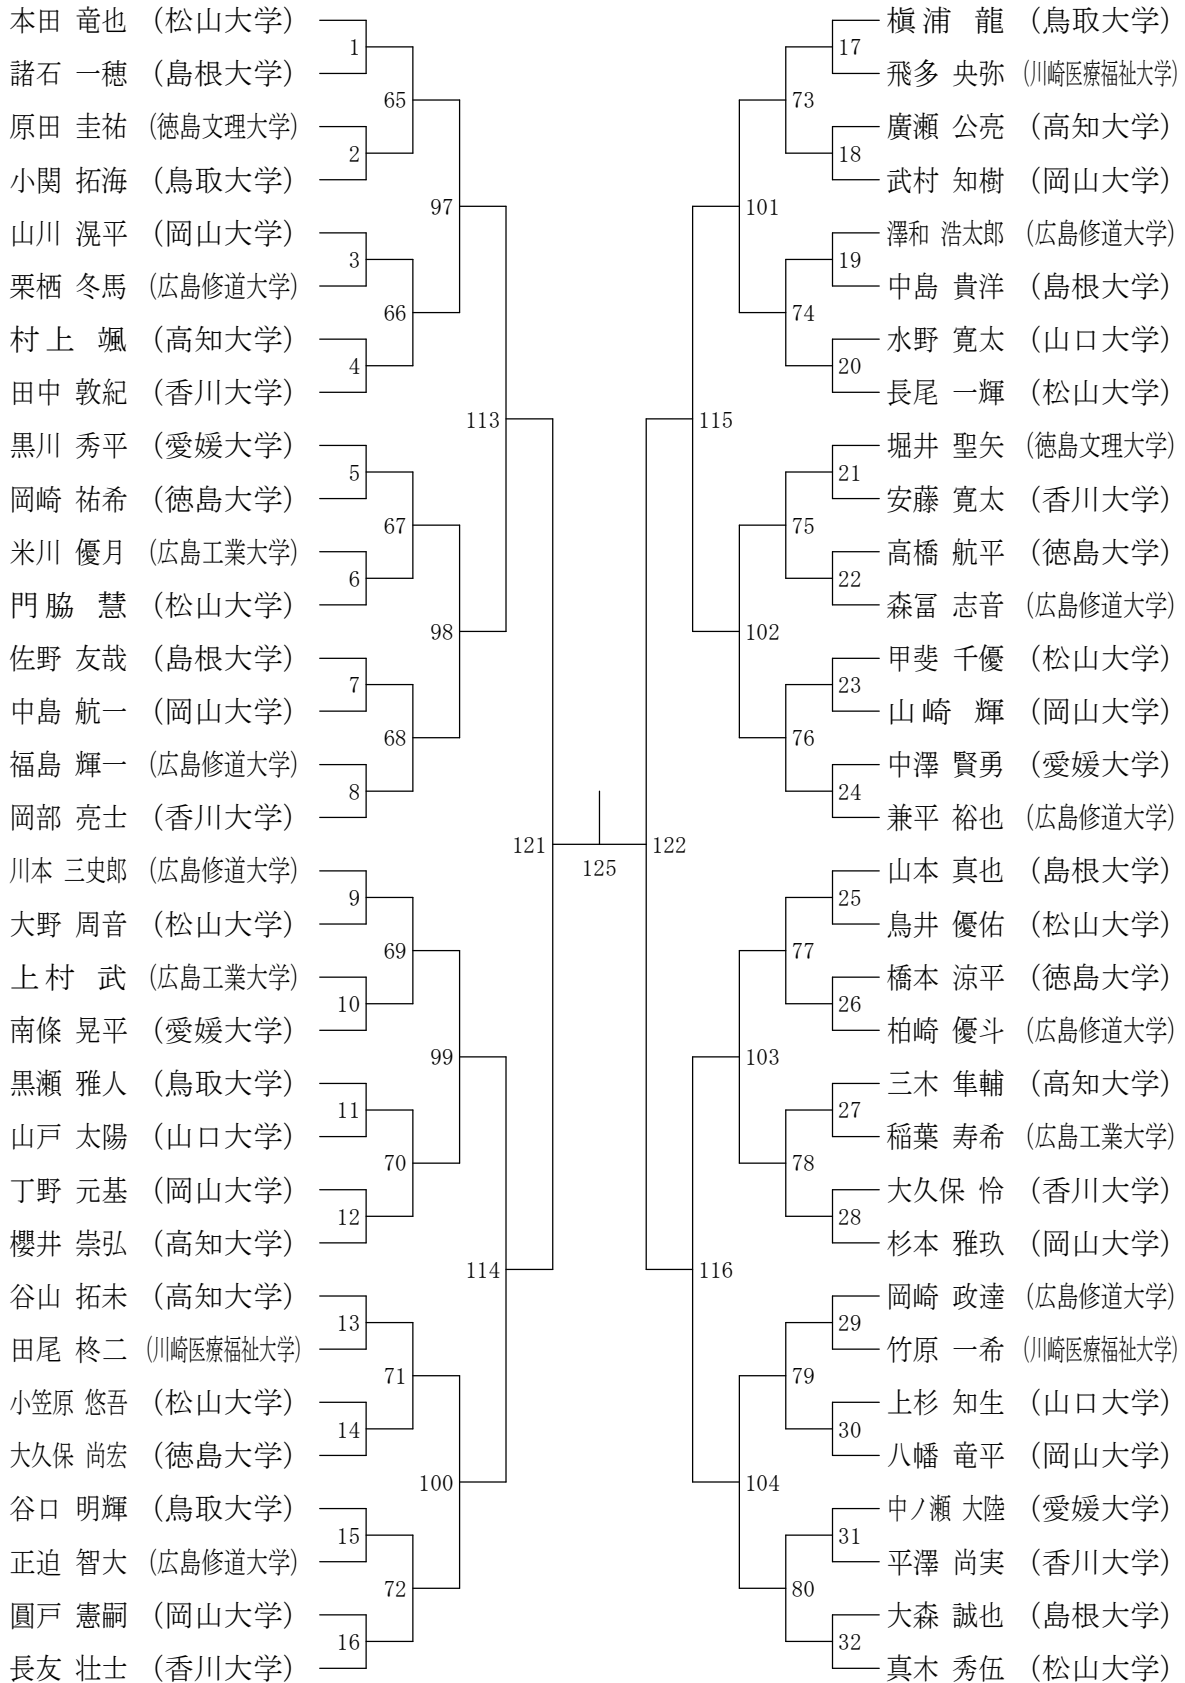 本田 竜也 (松山大学)
1
諸石 一穂 (島根大学)
65
原田 圭祐 (徳島文理大学)
2
小関 拓海 (鳥取大学)
97
山川 滉平 (岡山大学)
3
栗栖 冬馬 (広島修道大学)
66
村上 颯 (高知大学)
4
田中 敦紀 (香川大学)
113
黒川 秀平 (愛媛大学)
5
岡崎 祐希 (徳島大学)
67
米川 優月 (広島工業大学)
6
門脇 慧 (松山大学)
98
佐野 友哉 (島根大学)
7
中島 航一 (岡山大学)
68
福島 輝一 (広島修道大学)
8
岡部 亮士 (香川大学)
121
川本 三史郎 (広島修道大学)
9
大野 周音 (松山大学)
69
上村 武 (広島工業大学)
10
南條 晃平 (愛媛大学)
99
黒瀬 雅人 (鳥取大学)
11
山戸 太陽 (山口大学)
70
丁野 元基 (岡山大学)
12
櫻井 崇弘 (高知大学)
114
谷山 拓未 (高知大学)
13
田尾 柊二 (川崎医療福祉大学)
71
小笠原 悠吾 (松山大学)
14
大久保 尚宏 (徳島大学)
100
谷口 明輝 (鳥取大学)
15
正迫 智大 (広島修道大学)
72
圓戸 憲嗣 (岡山大学)
16
長友 壮士 (香川大学)
125
槇浦 龍 (鳥取大学)
17
飛多 央弥 (川崎医療福祉大学)
73
廣瀬 公亮 (高知大学)
18
武村 知樹 (岡山大学)
101
澤和 浩太郎 (広島修道大学)
19
中島 貴洋 (島根大学)
74
水野 寛太 (山口大学)
20
長尾 一輝 (松山大学)
115
堀井 聖矢 (徳島文理大学)
21
安藤 寛太 (香川大学)
75
高橋 航平 (徳島大学)
22
森冨 志音 (広島修道大学)
102
甲斐 千優 (松山大学)
23
山崎 輝 (岡山大学)
76
中澤 賢勇 (愛媛大学)
24
兼平 裕也 (広島修道大学)
122
山本 真也 (島根大学)
25
鳥井 優佑 (松山大学)
77
橋本 涼平 (徳島大学)
26
柏崎 優斗 (広島修道大学)
103
三木 隼輔 (高知大学)
27
稲葉 寿希 (広島工業大学)
78
大久保 怜 (香川大学)
28
杉本 雅玖 (岡山大学)
116
岡崎 政達 (広島修道大学)
29
竹原 一希 (川崎医療福祉大学)
79
上杉 知生 (山口大学)
30
八幡 竜平 (岡山大学)
104
中ノ瀬 大陸 (愛媛大学)
31
平澤 尚実 (香川大学)
80
大森 誠也 (島根大学)
32
真木 秀伍 (松山大学)